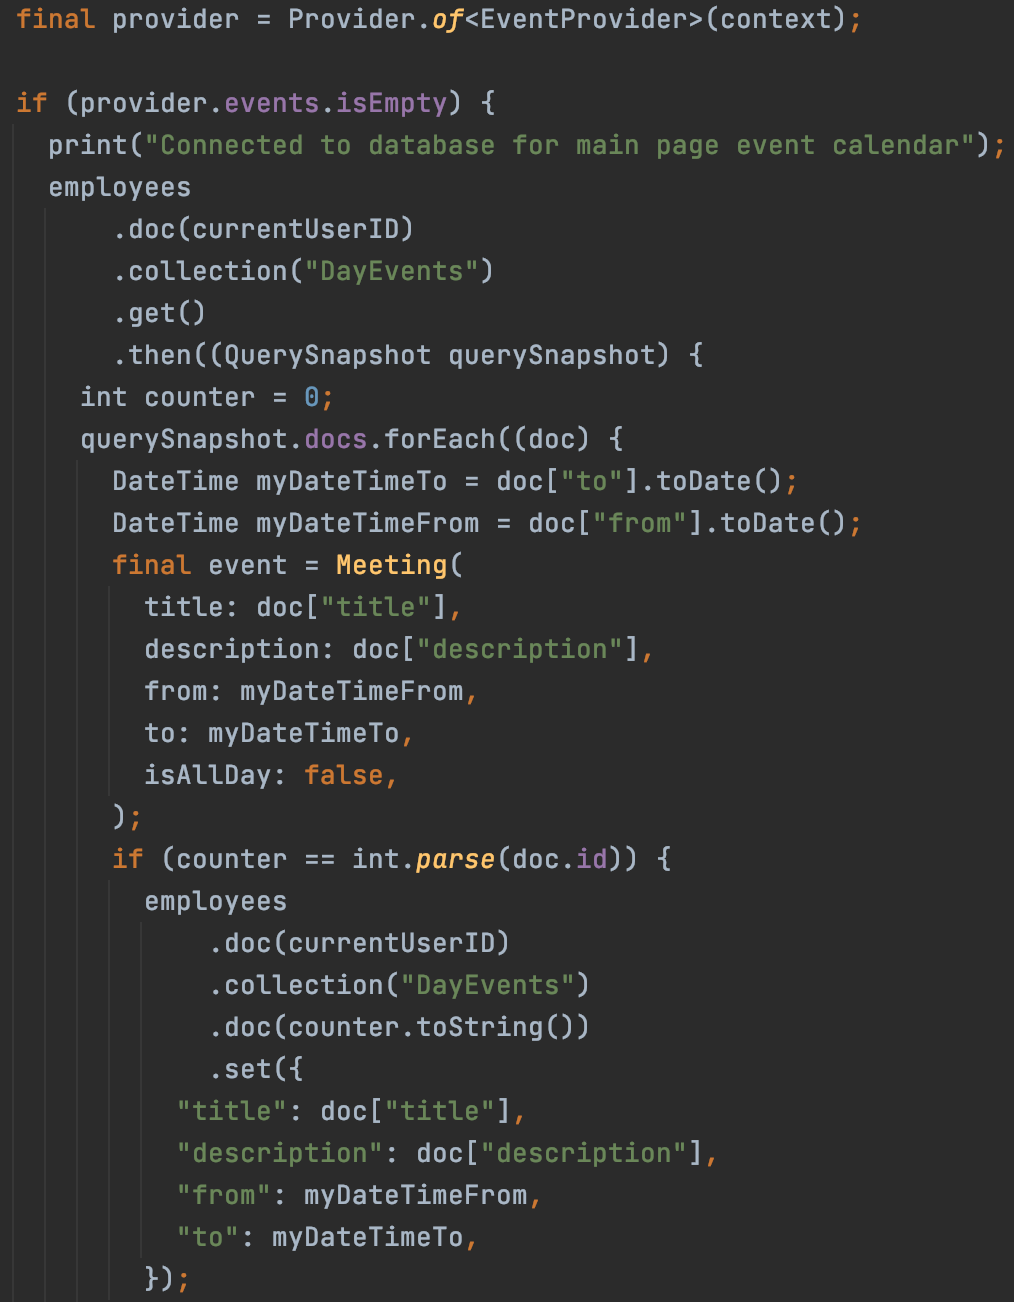 final provider = Provider.of<EventProvider>(context);
if (provider.events.isEmpty) {
print("Connected to database for main page event calendar");
employees
.doc(currentUserID)
.collection("DayEvents")
.get()
.then((QuerySnapshot querySnapshot) {
int counter = 0;
querySnapshot.docs.forEach((doc) {
DateTime myDateTimeTo = doc["to"].toDate();
DateTime myDateTimeFrom = doc["from"].toDate();
final event = Meeting(
title: doc["title"],
description: doc["description"],
from: myDateTimeFrom,
to: myDateTimeTo,
isAllDay: false,
);
if (counter == int.parse(doc.id)) {
employees
.doc(currentUserID)
.collection("DayEvents")
.doc(counter.toString())
.set({
"title": doc["title"],
"description": doc["description"],
"from": myDateTimeFrom,
"to": myDateTimeTo,
});